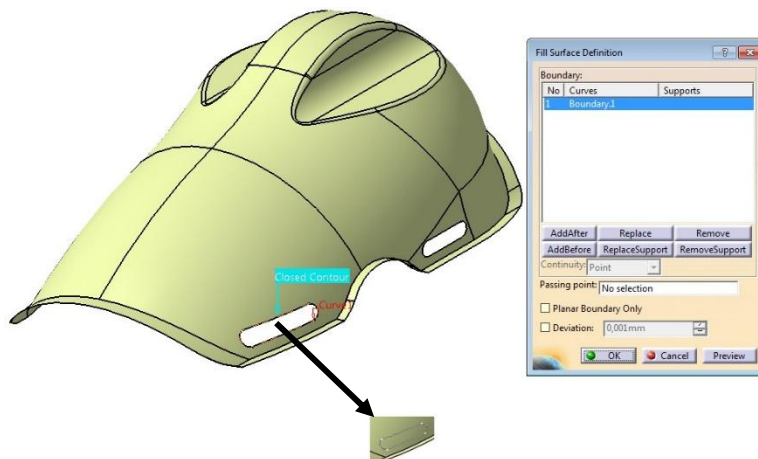 Fill Surface Definition
Boundary:
No Curves Supports
1 Boundary.1
AddAfter Replace Remove
AddBefore ReplaceSupport RemoveSupport
Continuity: Point
Passing point: No selection
Planar Boundary Only
Deviation: 0,001mm
OK Cancel Preview
Closed Contour
Curve1